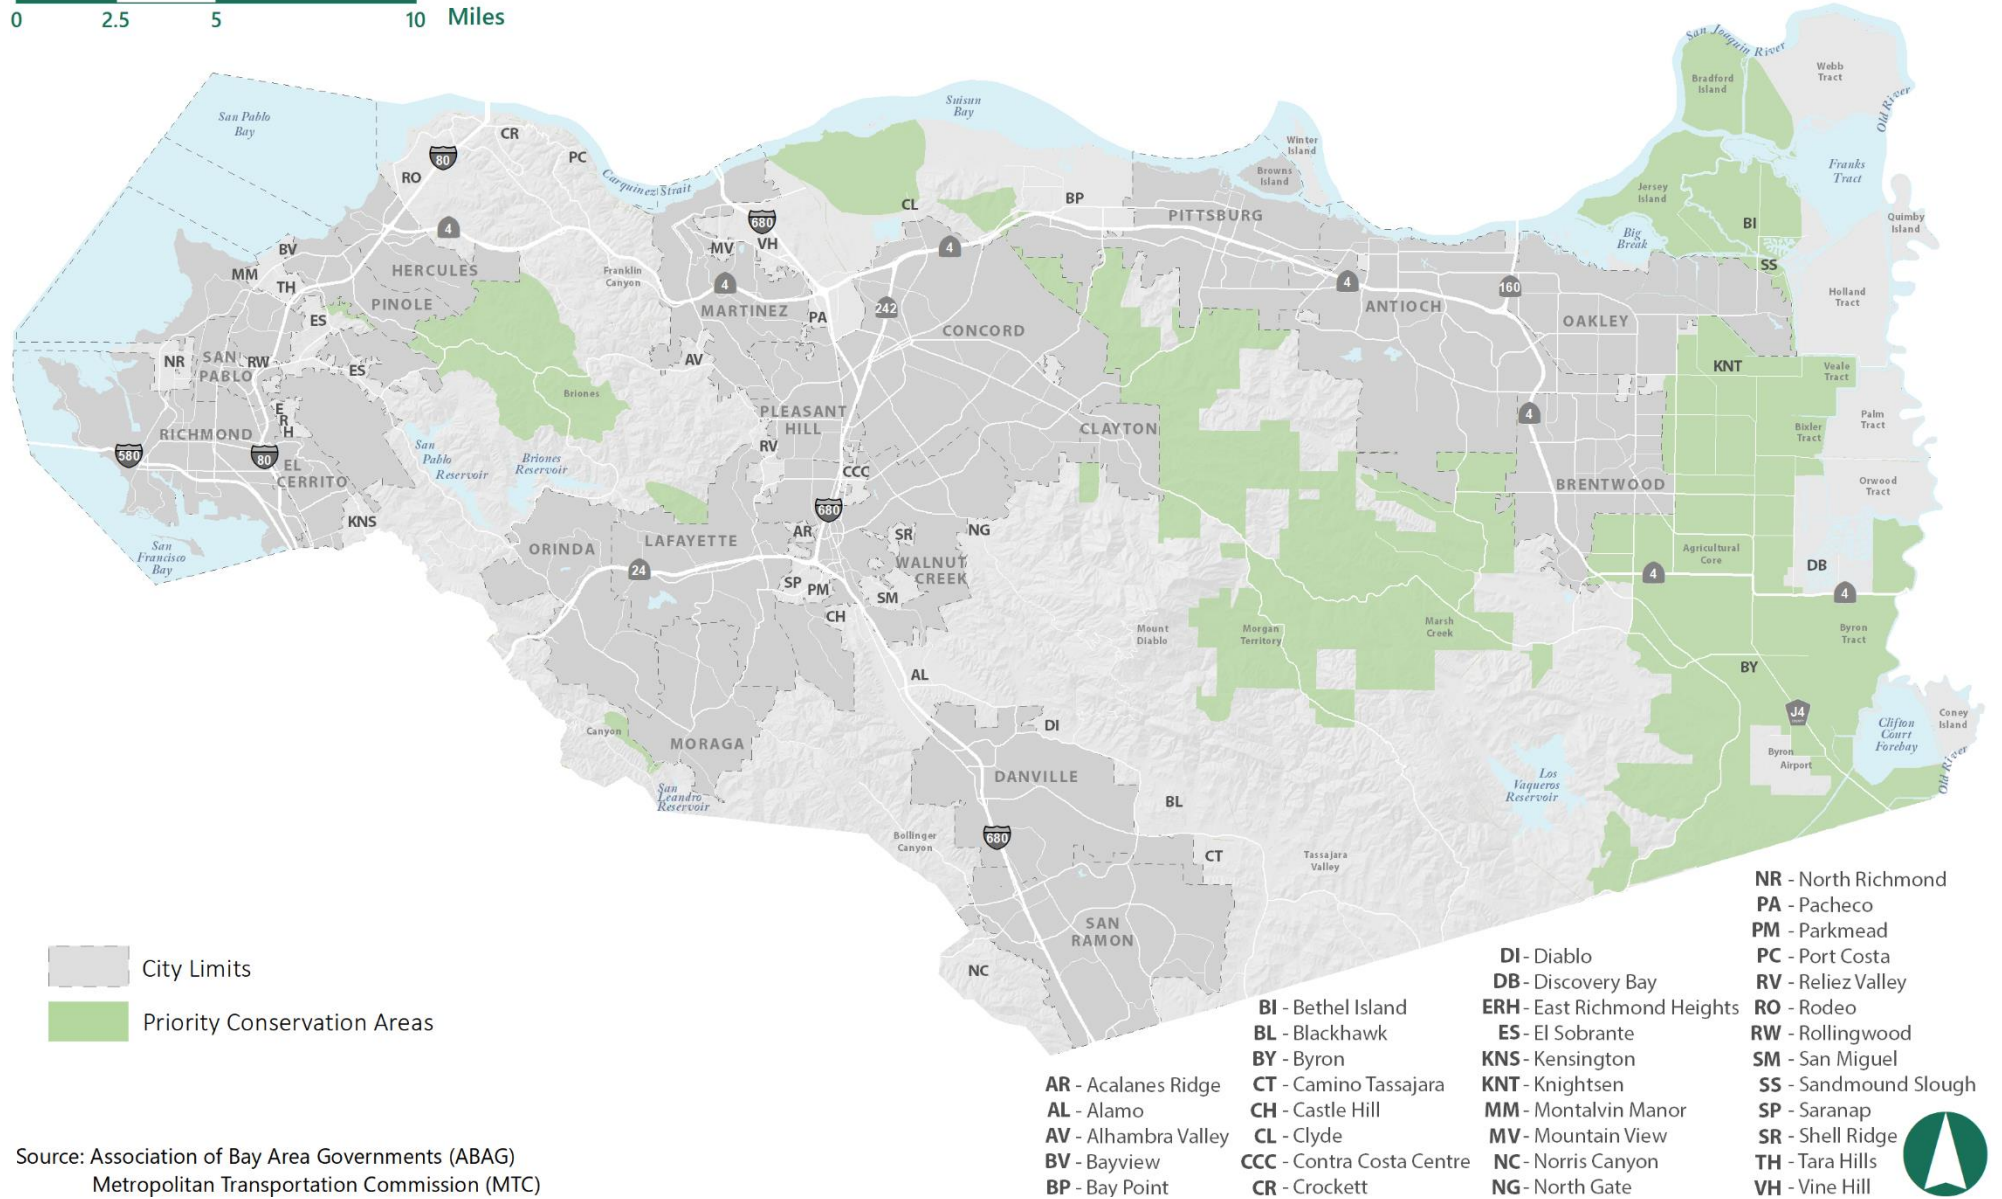 0 2.5 5 10 Miles
San Pablo
Bay
Suisun
Bay
San Joaquin River
Webb
Tract
Bradford
Island
Old River
CR
80
PC
RO
Carquinez Strait
Winter
Island
Browns
Island
Franks
Tract
Jersey
Island
BI
Quimby
Island
CL
BP
PITTSBURG
680
4
MV
VH
4
Big
Break
BV
MM
TH
HERCULES
PINOLE
Franklin
Canyon
4
MARTINEZ
PA
242
CONCORD
4
ANTIOCH
160
OAKLEY
SS
Holland
Tract
ES
NR
SAN
PABLO
RW
ES
AV
Briones
KNT
Veale
Tract
E
R
H
RICHMOND
PLEASANT
HILL
CLAYTON
4
Palm
Tract
Bixler
Tract
580
80
EL
CERRITO
San
Pablo
Reservoir
Briones
Reservoir
RV
CCC
BRENTWOOD
Orwood
Tract
KNS
680
San
Francisco
Bay
ORINDA
LAFAYETTE
AR
SR
NG
WALNUT
CREEK
24
SP
PM
SM
CH
Agricultural
Core
4
DB
4
Mount
Diablo
Morgan
Territory
Marsh
Creek
Byron
Tract
AL
BY
Canyon
MORAGA
DI
J4
Clifton
Court
Forebay
Coney
Island
Byron
Airport
Old River
San
Leandro
Reservoir
DANVILLE
BL
Los
Vaqueros
Reservoir
Bollinger
Canyon
680
CT
Tassajara
Valley
SAN
RAMON
NC
City Limits
Priority Conservation Areas
AR - Acalanes Ridge
AL - Alamo
AV - Alhambra Valley
BV - Bayview
BP - Bay Point
BI - Bethel Island
BL - Blackhawk
BY - Byron
CT - Camino Tassajara
CH - Castle Hill
CL - Clyde
CCC - Contra Costa Centre
CR - Crockett
DI - Diablo
DB - Discovery Bay
ERH - East Richmond Heights
ES - El Sobrante
KNS - Kensington
KNT - Knightsen
MM - Montalvin Manor
MV - Mountain View
NC - Norris Canyon
NG - North Gate
NR - North Richmond
PA - Pacheco
PM - Parkmead
PC - Port Costa
RV - Reliez Valley
RO - Rodeo
RW - Rollingwood
SM - San Miguel
SS - Sandmound Slough
SP - Saranap
SR - Shell Ridge
TH - Tara Hills
VH - Vine Hill
Source: Association of Bay Area Governments (ABAG)
Metropolitan Transportation Commission (MTC)